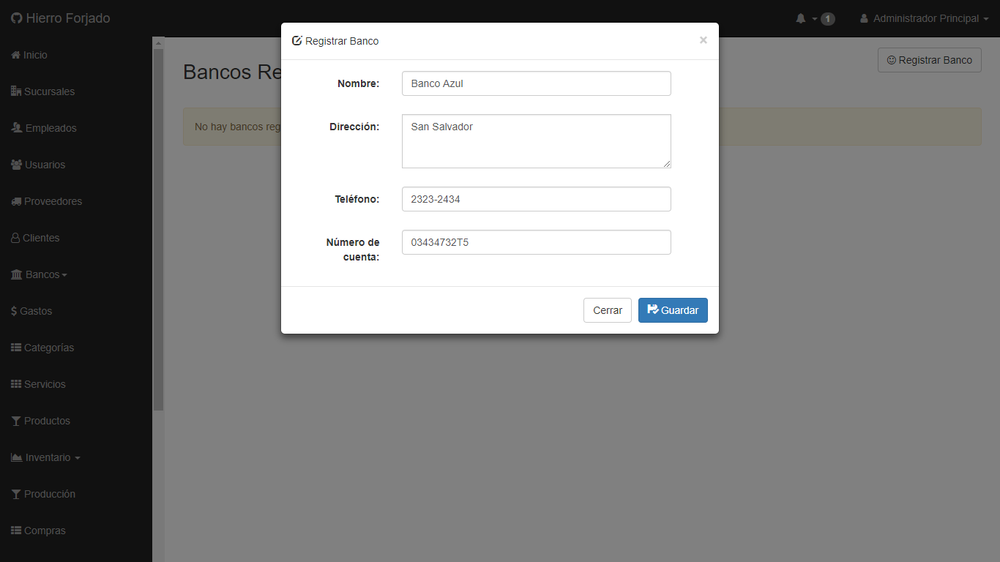 Hierro Forjado
1
Administrador Principal
Inicio
Sucursales
Empleados
Usuarios
Proveedores
Clientes
Bancos
Gastos
Categorías
Servicios
Productos
Inventario
Producción
Compras
Bancos Re
Registrar Banco
No hay bancos reg
Registrar Banco
×
Nombre:
Banco Azul
Dirección:
San Salvador
Teléfono:
2323-2434
Número de
cuenta:
03434732T5
Cerrar
Guardar